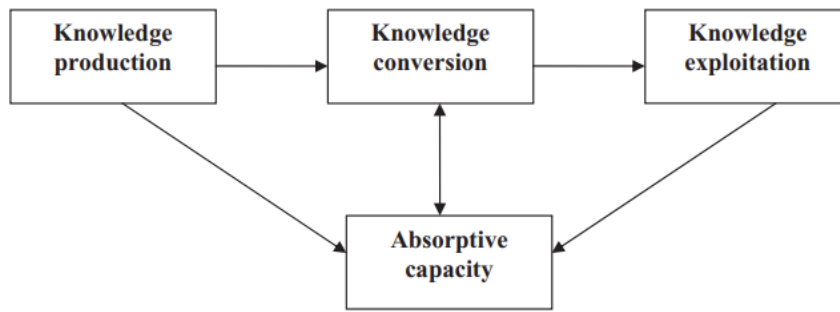 Knowledge
production
Knowledge
conversion
Knowledge
exploitation
Absorptive
capacity